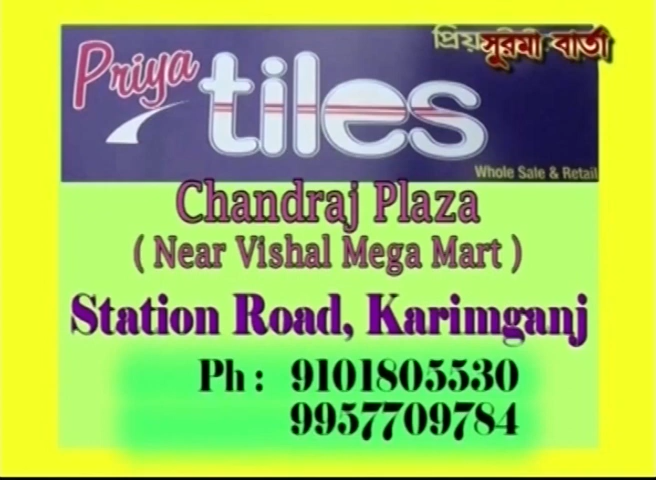 Priya
tiles
সুরমা বার্তা
Whole Sale & Retail
Chandraj Plaza
( Near Vishal Mega Mart )
Station Road, Karimganj
Ph : 9101805530
9957709784